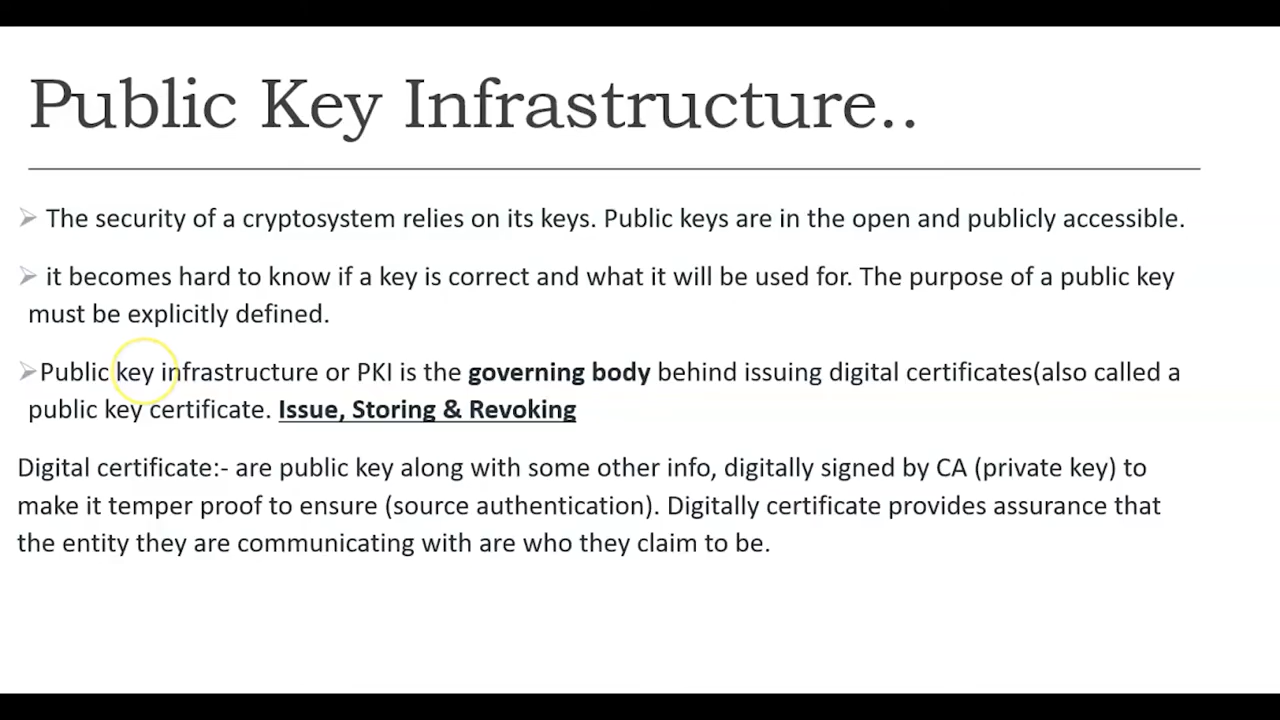 Public Key Infrastructure..
➢ The security of a cryptosystem relies on its keys. Public keys are in the open and publicly accessible.
➢ it becomes hard to know if a key is correct and what it will be used for. The purpose of a public key
must be explicitly defined.
➢Public key infrastructure or PKI is the governing body behind issuing digital certificates(also called a
public key certificate. Issue, Storing & Revoking
Digital certificate:- are public key along with some other info, digitally signed by CA (private key) to
make it temper proof to ensure (source authentication). Digitally certificate provides assurance that
the entity they are communicating with are who they claim to be.